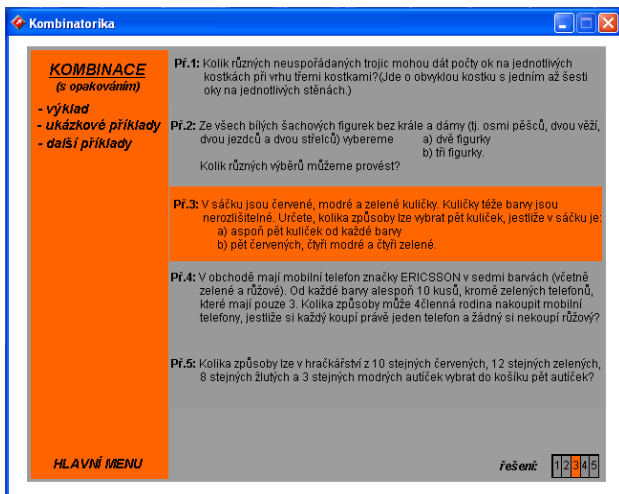 Kombinatorika
KOMBINACE
(s opakováním)
- výklad
- ukázkové příklady
- další příklady
HLAVNÍ MENU
Př.1: Kolik různých neuspořádaných trojic mohou dát počty ok na jednotlivých
kostkách při vrhu třemi kostkami?(Jde o obvyklou kostku s jedním až šesti
oky na jednotlivých stěnách.)
Př.2: Ze všech bílých šachových figurek bez krále a dámy (tj. osmi pěšců, dvou věží,
dvou jezdců a dvou střelců) vybereme a) dvě figurky
b) tři figurky.
Kolik různých výběrů můžeme provést?
Př.3: V sáčku jsou červené, modré a zelené kuličky. Kuličky téže barvy jsou
nerozlišitelné. Určete, kolika způsoby lze vybrat pět kuliček, jestliže v sáčku je:
a) aspoň pět kuliček od každé barvy
b) pět červených, čtyři modré a čtyři zelené.
Př.4: V obchodě mají mobilní telefon značky ERICSSON v sedmi barvách (včetně
zelené a růžové). Od každé barvy alespoň 10 kusů, kromě zelených telefonů,
které mají pouze 3. Kolika způsoby může 4členná rodina nakoupit mobilní
telefony, jestliže si každý koupí právě jeden telefon a žádný si nekoupí růžový?
Př.5: Kolika způsoby lze v hračkářství z 10 stejných červených, 12 stejných zelených,
8 stejných žlutých a 3 stejných modrých autíček vybrat do košíku pět autíček?
řešení: 1 2 3 4 5